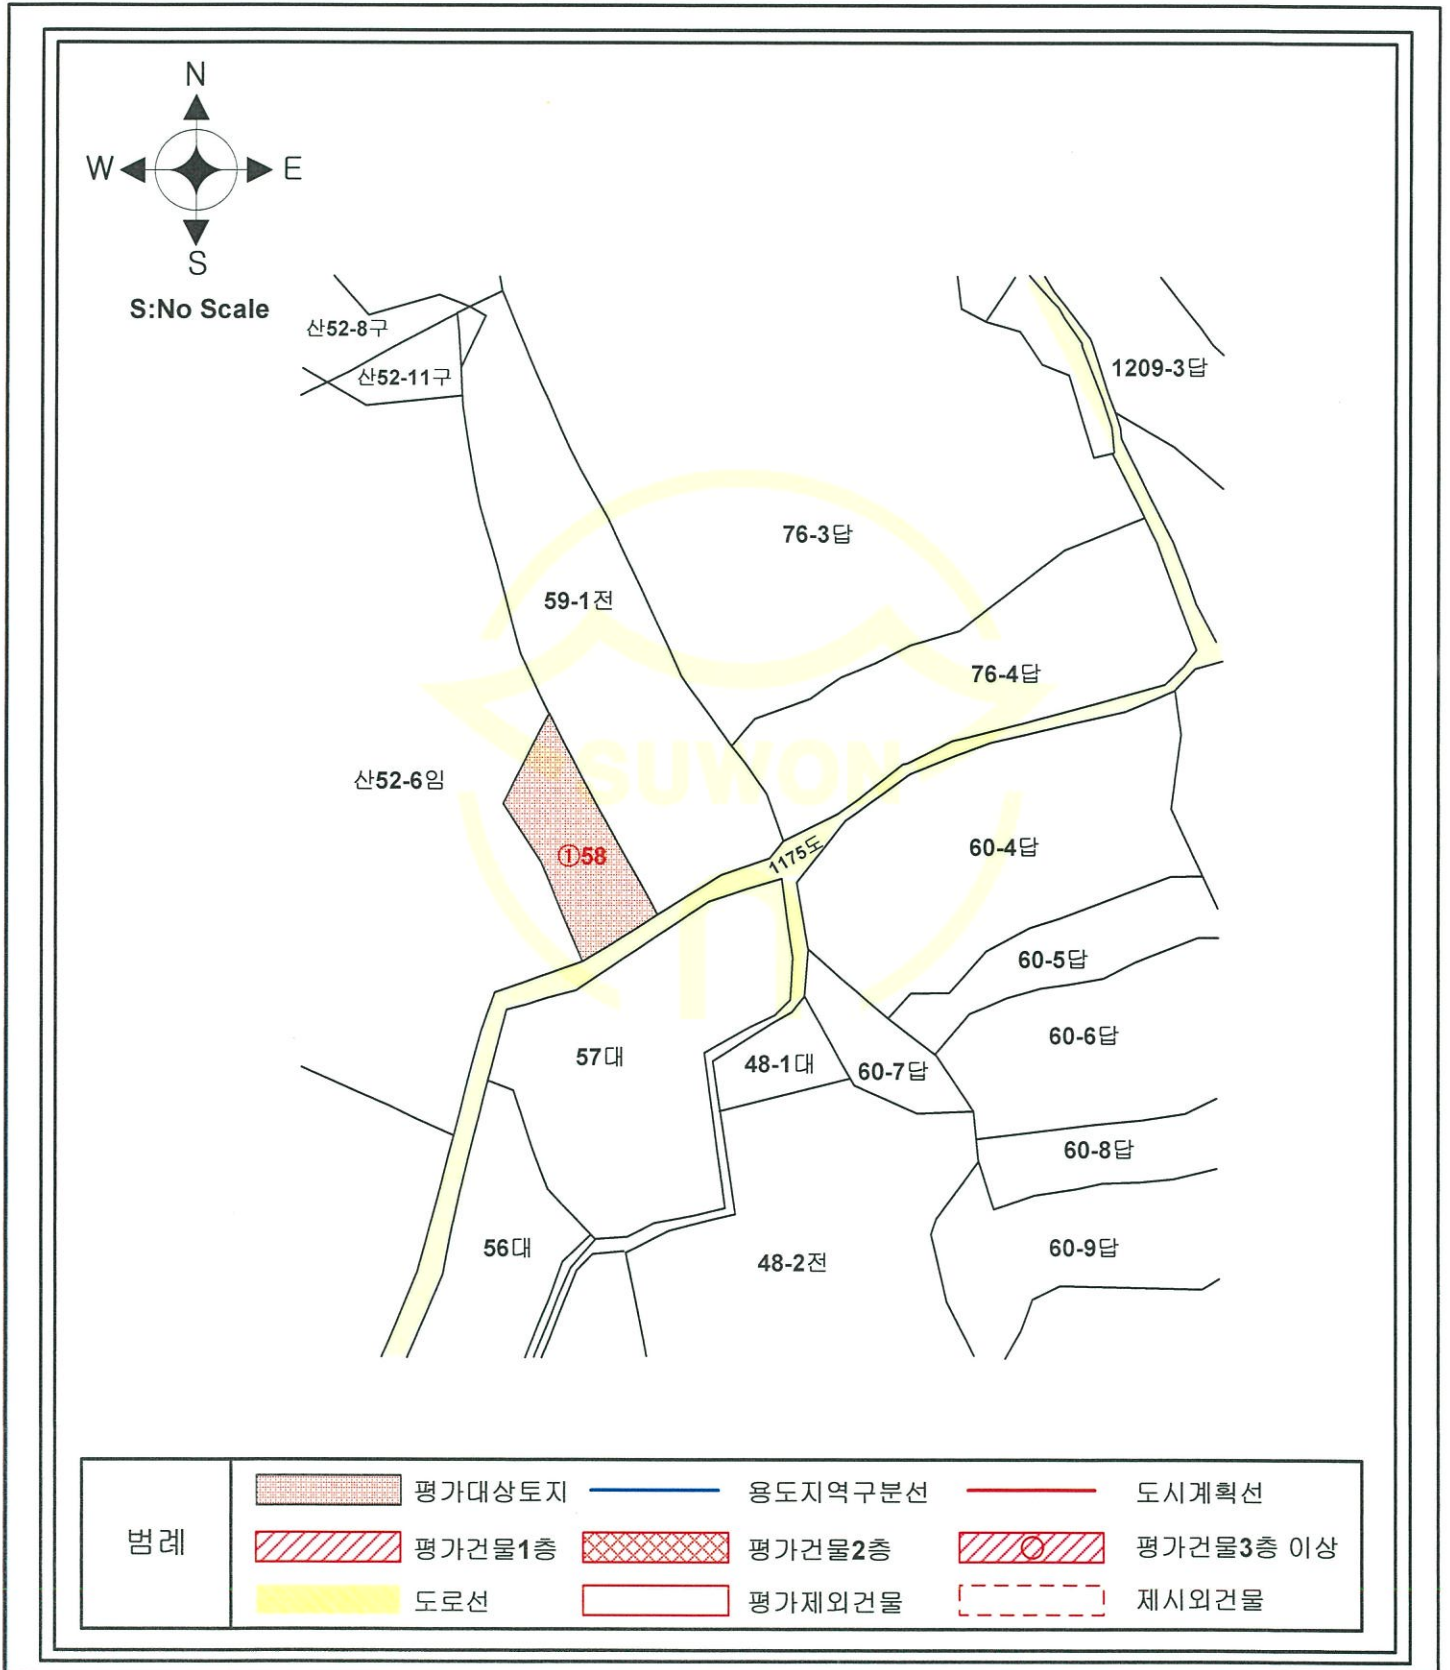 N
W E
S
S:No Scale
산52-8구
산52-11구
1209-3답
76-3답
59-1전
76-4답
산52-6임
SUWON
①58
1175도
60-4답
60-5답
60-6답
57대
48-1대
60-7답
60-8답
56대
48-2전
60-9답
범례
평가대상토지 용도지역구분선 도시계획선
평가건물1층 평가건물2층 평가건물3층 이상
도로선 평가제외건물 제시외건물